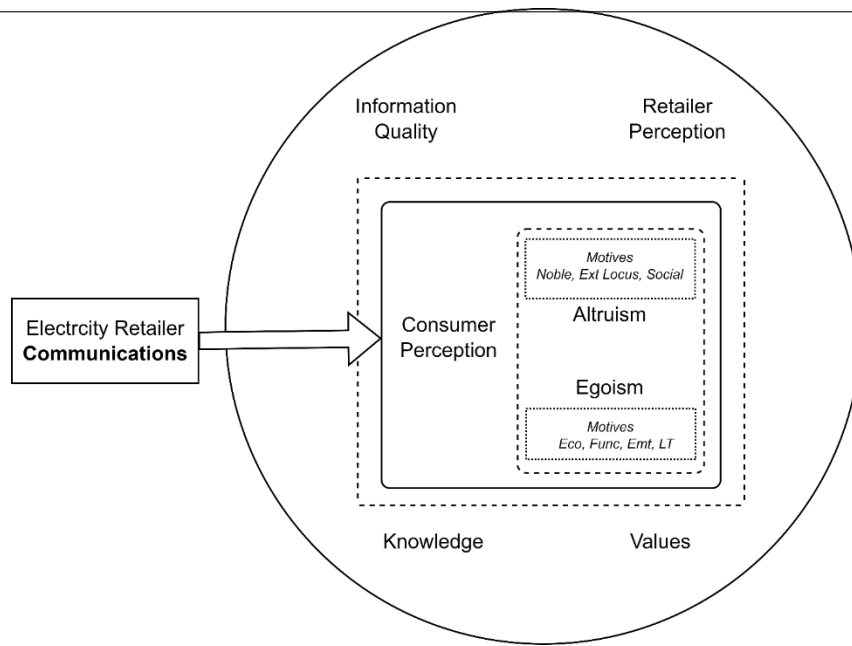 Information
Quality
Retailer
Perception
Motives
Noble, Ext Locus, Social
Altruism
Electrcity Retailer
Communications
Consumer
Perception
Egoism
Motives
Eco, Func, Emt, LT
Knowledge
Values